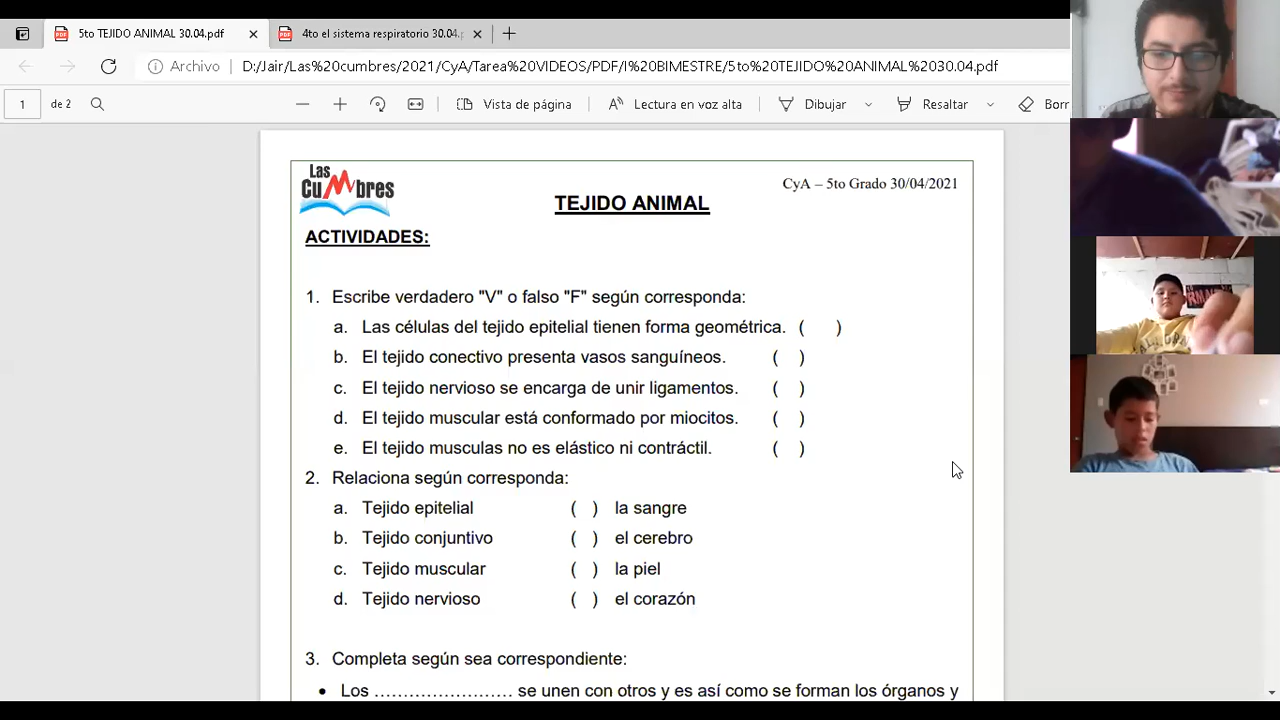 5to TEJIDO ANIMAL 30.04.pdf
4to el sistema respiratorio 30.04.p
Archivo
D:/Jair/Las%20cumbres/2021/CyA/Tarea%20VIDEOS/PDF/I%20BIMESTRE/5to%20TEJIDO%20ANIMAL%2030.04.pdf
1 de 2
Vista de página
Lectura en voz alta
Dibujar
Resaltar
Borr
Las
Cumbres
CyA – 5to Grado 30/04/2021
TEJIDO ANIMAL
ACTIVIDADES:
1. Escribe verdadero "V" o falso "F" según corresponda:
a. Las células del tejido epitelial tienen forma geométrica. ( )
b. El tejido conectivo presenta vasos sanguíneos. ( )
c. El tejido nervioso se encarga de unir ligamentos. ( )
d. El tejido muscular está conformado por miocitos. ( )
e. El tejido musculas no es elástico ni contráctil. ( )
2. Relaciona según corresponda:
a. Tejido epitelial ( ) la sangre
b. Tejido conjuntivo ( ) el cerebro
c. Tejido muscular ( ) la piel
d. Tejido nervioso ( ) el corazón
3. Completa según sea correspondiente:
• Los …………………… se unen con otros y es así como se forman los órganos y